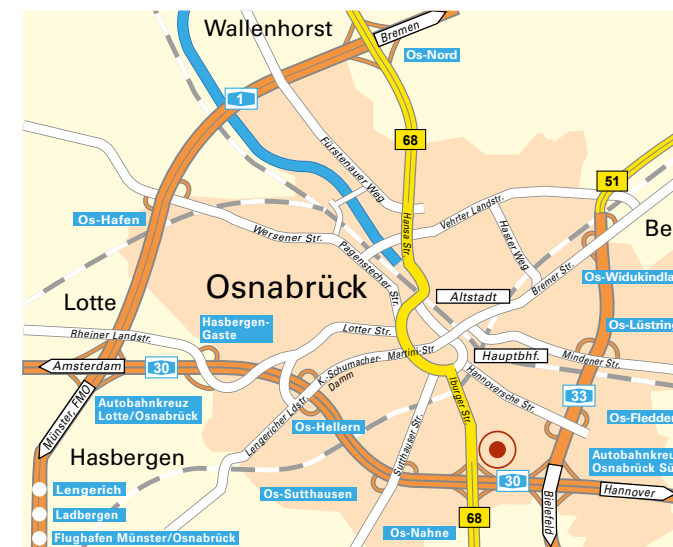 Wallenhorst
Bremen
Os-Nord
1
68
Fürstenauer Weg
51
Os-Hafen
Wersener Str.
Pagenstecher Str.
Hansa Str.
Vehrter Landstr.
Haster Weg
Bremer Str.
Be
Os-Widukindla
Osnabrück
Altstadt
Lotte
Rheiner Landstr.
Hasbergen-
Gaste
Lotter Str.
Os-Lüstring
Amsterdam
30
K.-Schumacher-
Damm
Martini-Str
Hauptbhf.
Mindener Str.
Hannoversche Str.
Münster, FMO
Autobahnkreuz
Lotte/Osnabrück
Lengericher Ldstr.
Iburger Str.
33
Os-Hellern
Sutthauser Str.
Os-Fledder
Hasbergen
Autobahnkreu
Osnabrück Sü
Lengerich
Os-Sutthausen
30
Hannover
Ladbergen
68
Bielefeld
Flughafen Münster/Osnabrück
Os-Nahne